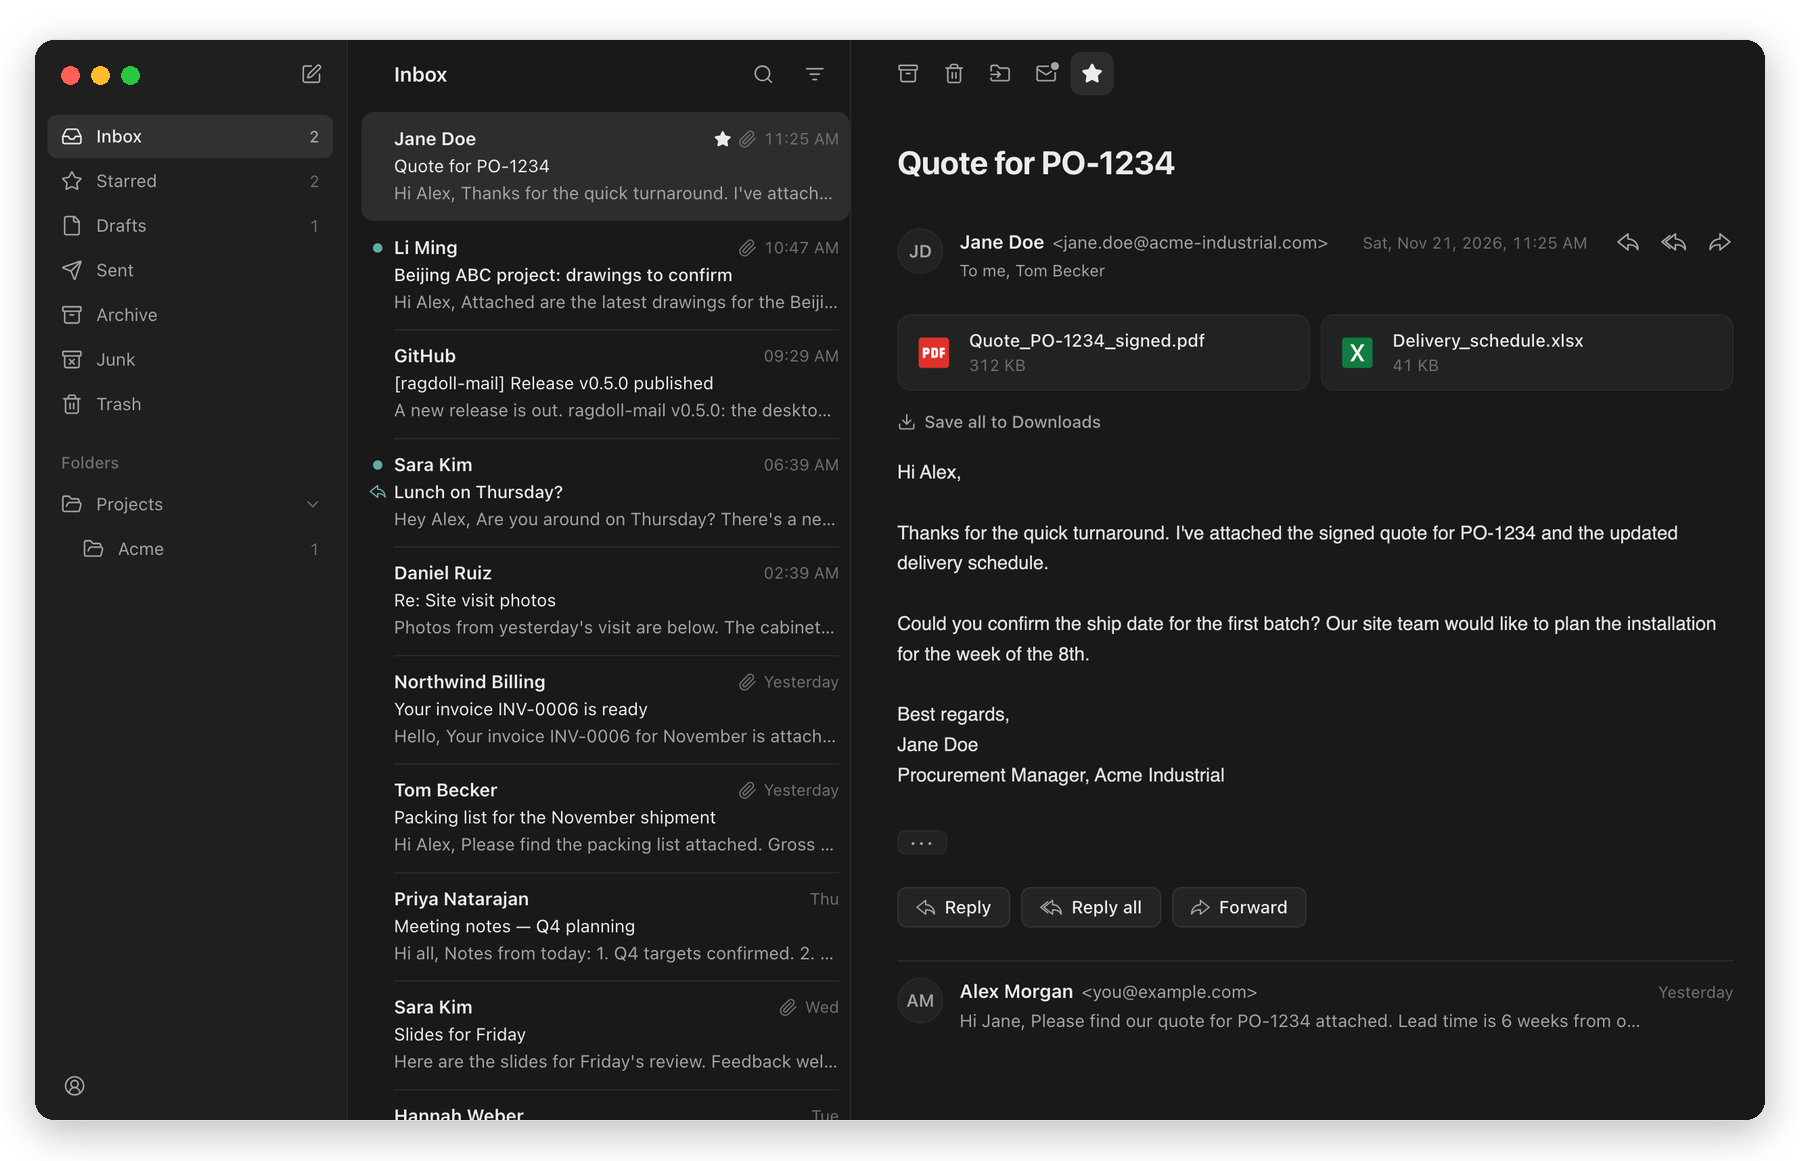 Inbox 2
Starred 2
Drafts 1
Sent
Archive
Junk
Trash
Folders
Projects
Acme 1
Inbox
Jane Doe 11:25 AM
Quote for PO-1234
Hi Alex, Thanks for the quick turnaround. I've attach...
Li Ming 10:47 AM
Beijing ABC project: drawings to confirm
Hi Alex, Attached are the latest drawings for the Beiji...
GitHub 09:29 AM
[ragdoll-mail] Release v0.5.0 published
A new release is out. ragdoll-mail v0.5.0: the deskto...
Sara Kim 06:39 AM
Lunch on Thursday?
Hey Alex, Are you around on Thursday? There's a ne...
Daniel Ruiz 02:39 AM
Re: Site visit photos
Photos from yesterday's visit are below. The cabinet...
Northwind Billing Yesterday
Your invoice INV-0006 is ready
Hello, Your invoice INV-0006 for November is attach...
Tom Becker Yesterday
Packing list for the November shipment
Hi Alex, Please find the packing list attached. Gross ...
Priya Natarajan Thu
Meeting notes — Q4 planning
Hi all, Notes from today: 1. Q4 targets confirmed. 2. ...
Sara Kim Wed
Slides for Friday
Here are the slides for Friday's review. Feedback wel...
Hannah Weber Tue
Quote for PO-1234
JD
Jane Doe <jane.doe@acme-industrial.com> Sat, Nov 21, 2026, 11:25 AM
To me, Tom Becker
PDF
Quote_PO-1234_signed.pdf
312 KB
X
Delivery_schedule.xlsx
41 KB
Save all to Downloads
Hi Alex,
Thanks for the quick turnaround. I've attached the signed quote for PO-1234 and the updated
delivery schedule.
Could you confirm the ship date for the first batch? Our site team would like to plan the installation
for the week of the 8th.
Best regards,
Jane Doe
Procurement Manager, Acme Industrial
...
Reply Reply all Forward
AM
Alex Morgan <you@example.com> Yesterday
Hi Jane, Please find our quote for PO-1234 attached. Lead time is 6 weeks from o...